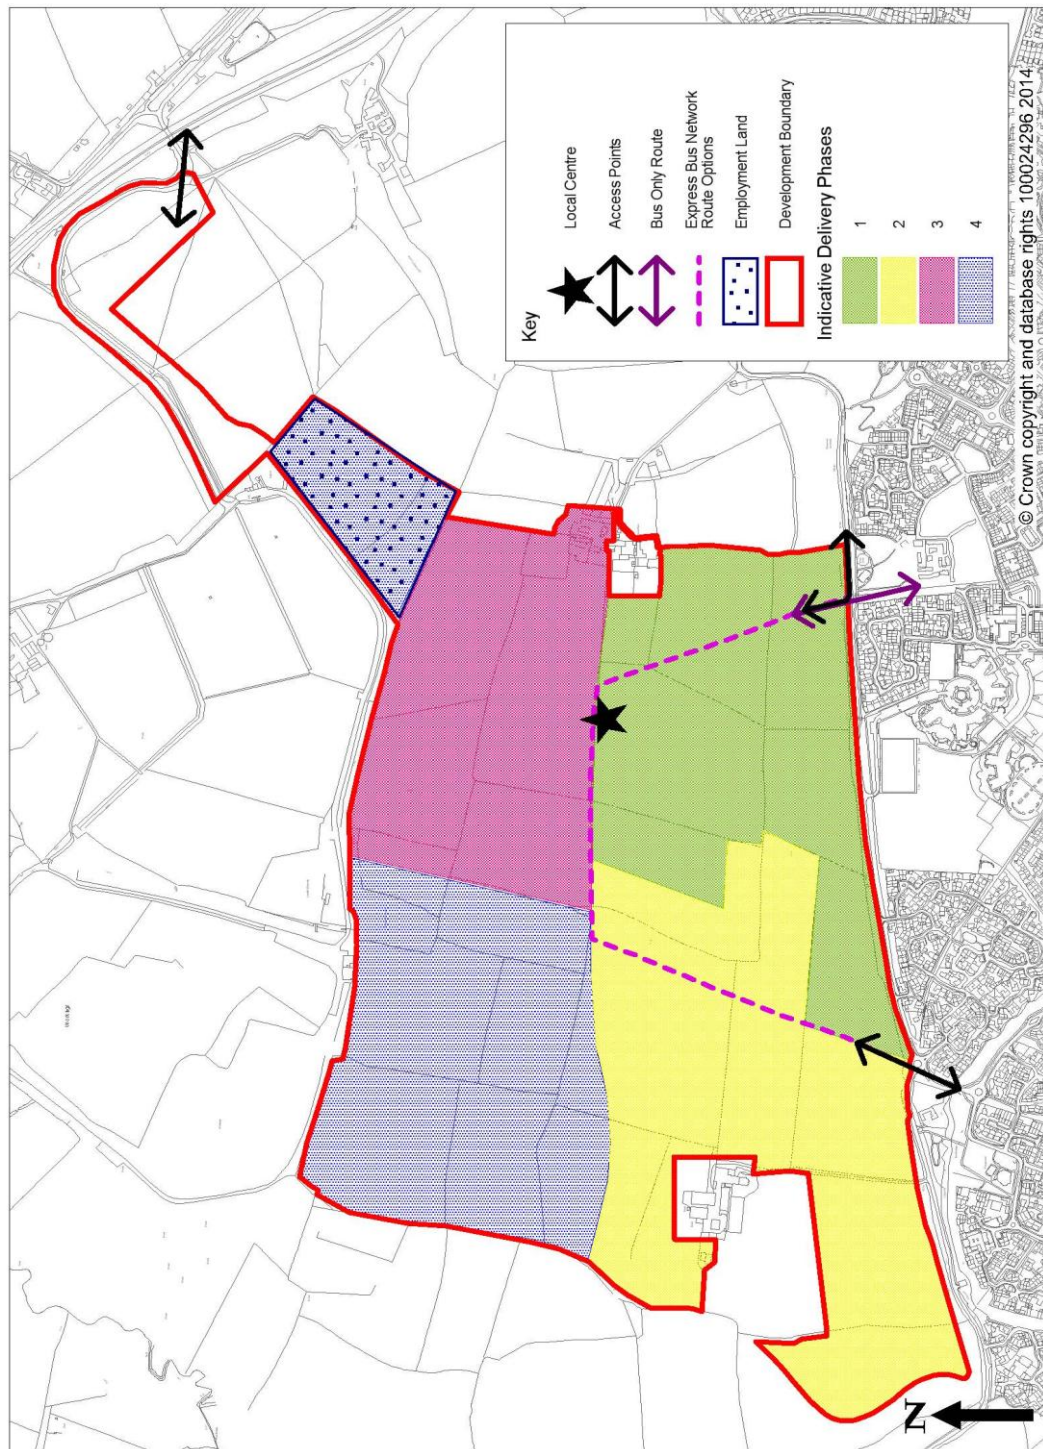 Key
Local Centre
Access Points
Bus Only Route
Express Bus Network
Route Options
Employment Land
Development Boundary
Indicative Delivery Phases
1
2
3
4
N
© Crown copyright and database rights 100024296 2014